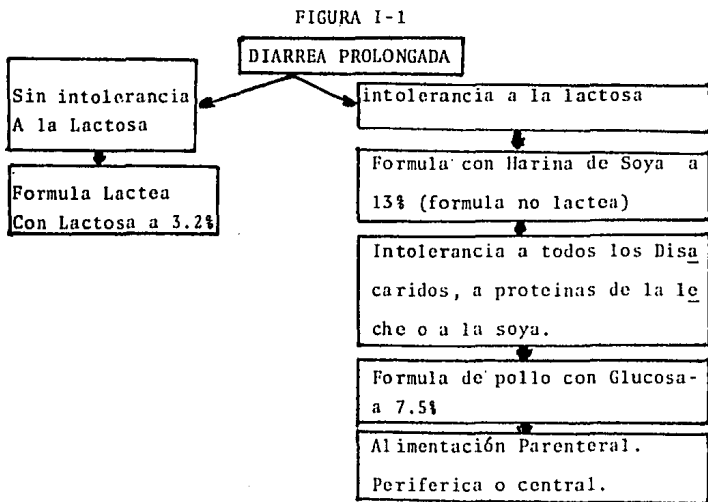 FIGURA I-1
DIARREA PROLONGADA
Sin intolerancia
A la Lactosa
Formula Lactea
Con Lactosa a 3.2%
intolerancia a la lactosa
Formula con Harina de Soya a
13% (formula no lactea)
Intolerancia a todos los Disa
caridos, a proteinas de la le
che o a la soya.
Formula de pollo con Glucosa-
a 7.5%
Alimentación Parenteral.
Periferica o central.